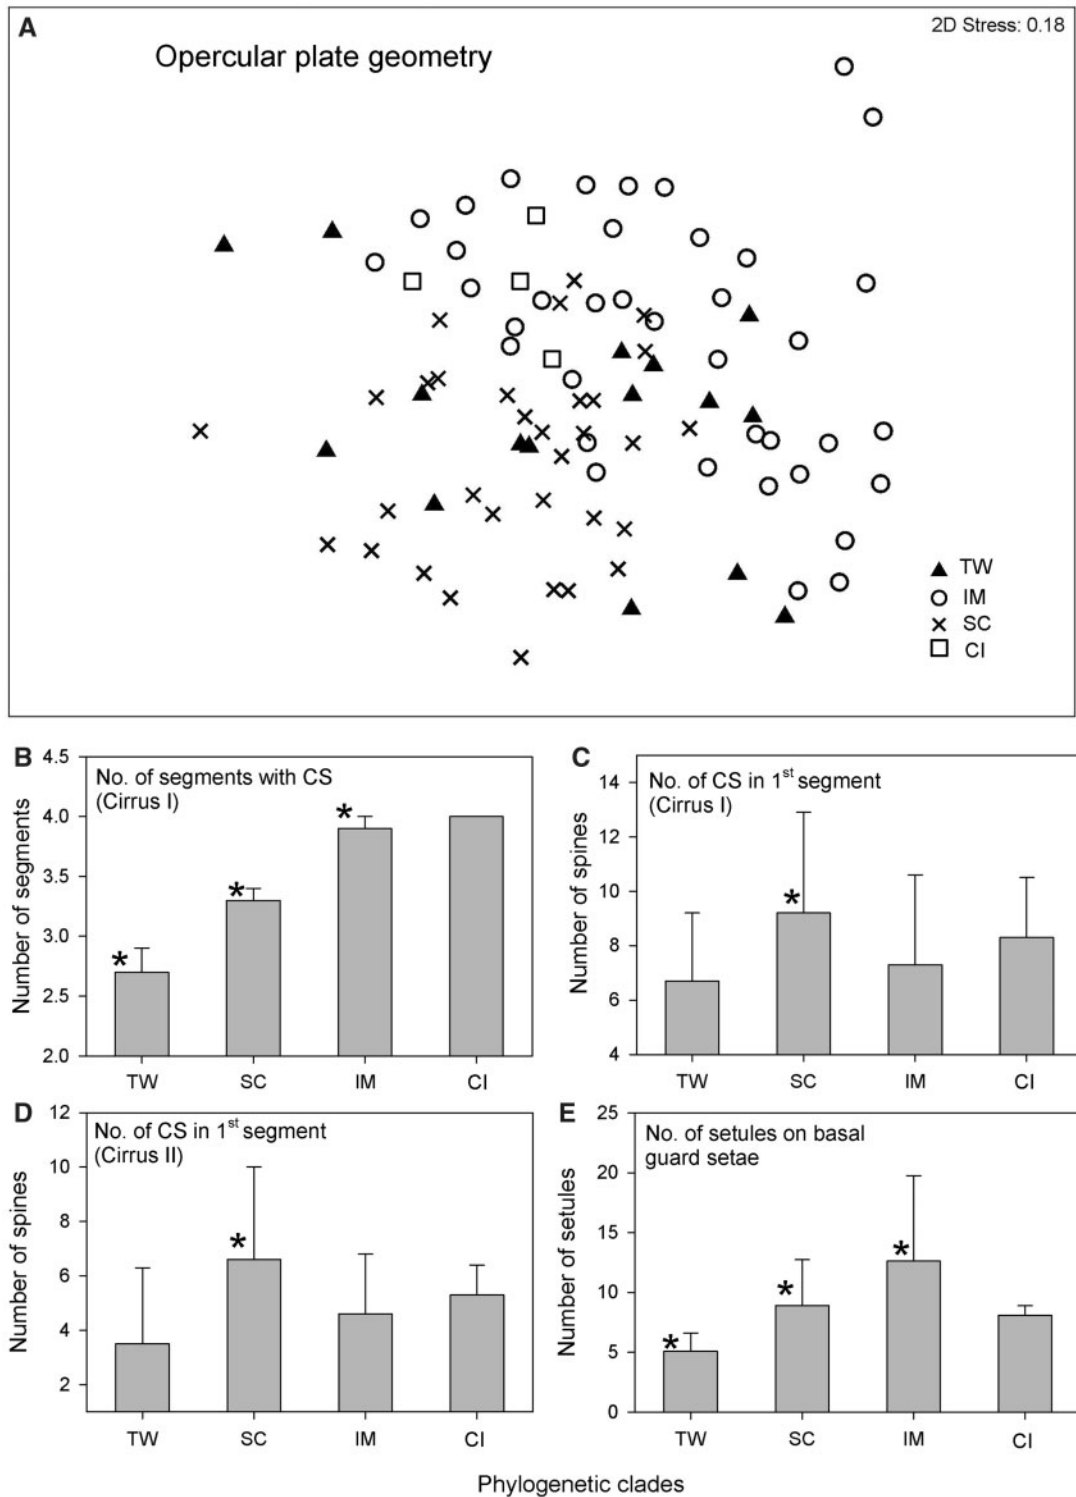 A
2D Stress: 0.18
Opercular plate geometry
TW
IM
SC
CI
B
No. of segments with CS
(Cirrus I)
Number of segments
4.5
4.0
3.5
3.0
2.5
2.0
TW SC IM CI
C
No. of CS in 1st segment
(Cirrus I)
Number of spines
14
12
10
8
6
4
TW SC IM CI
D
No. of CS in 1st segment
(Cirrus II)
Number of spines
12
10
8
6
4
2
TW SC IM CI
E
No. of setules on basal
guard setae
Number of setules
25
20
15
10
5
0
TW SC IM CI
Phylogenetic clades